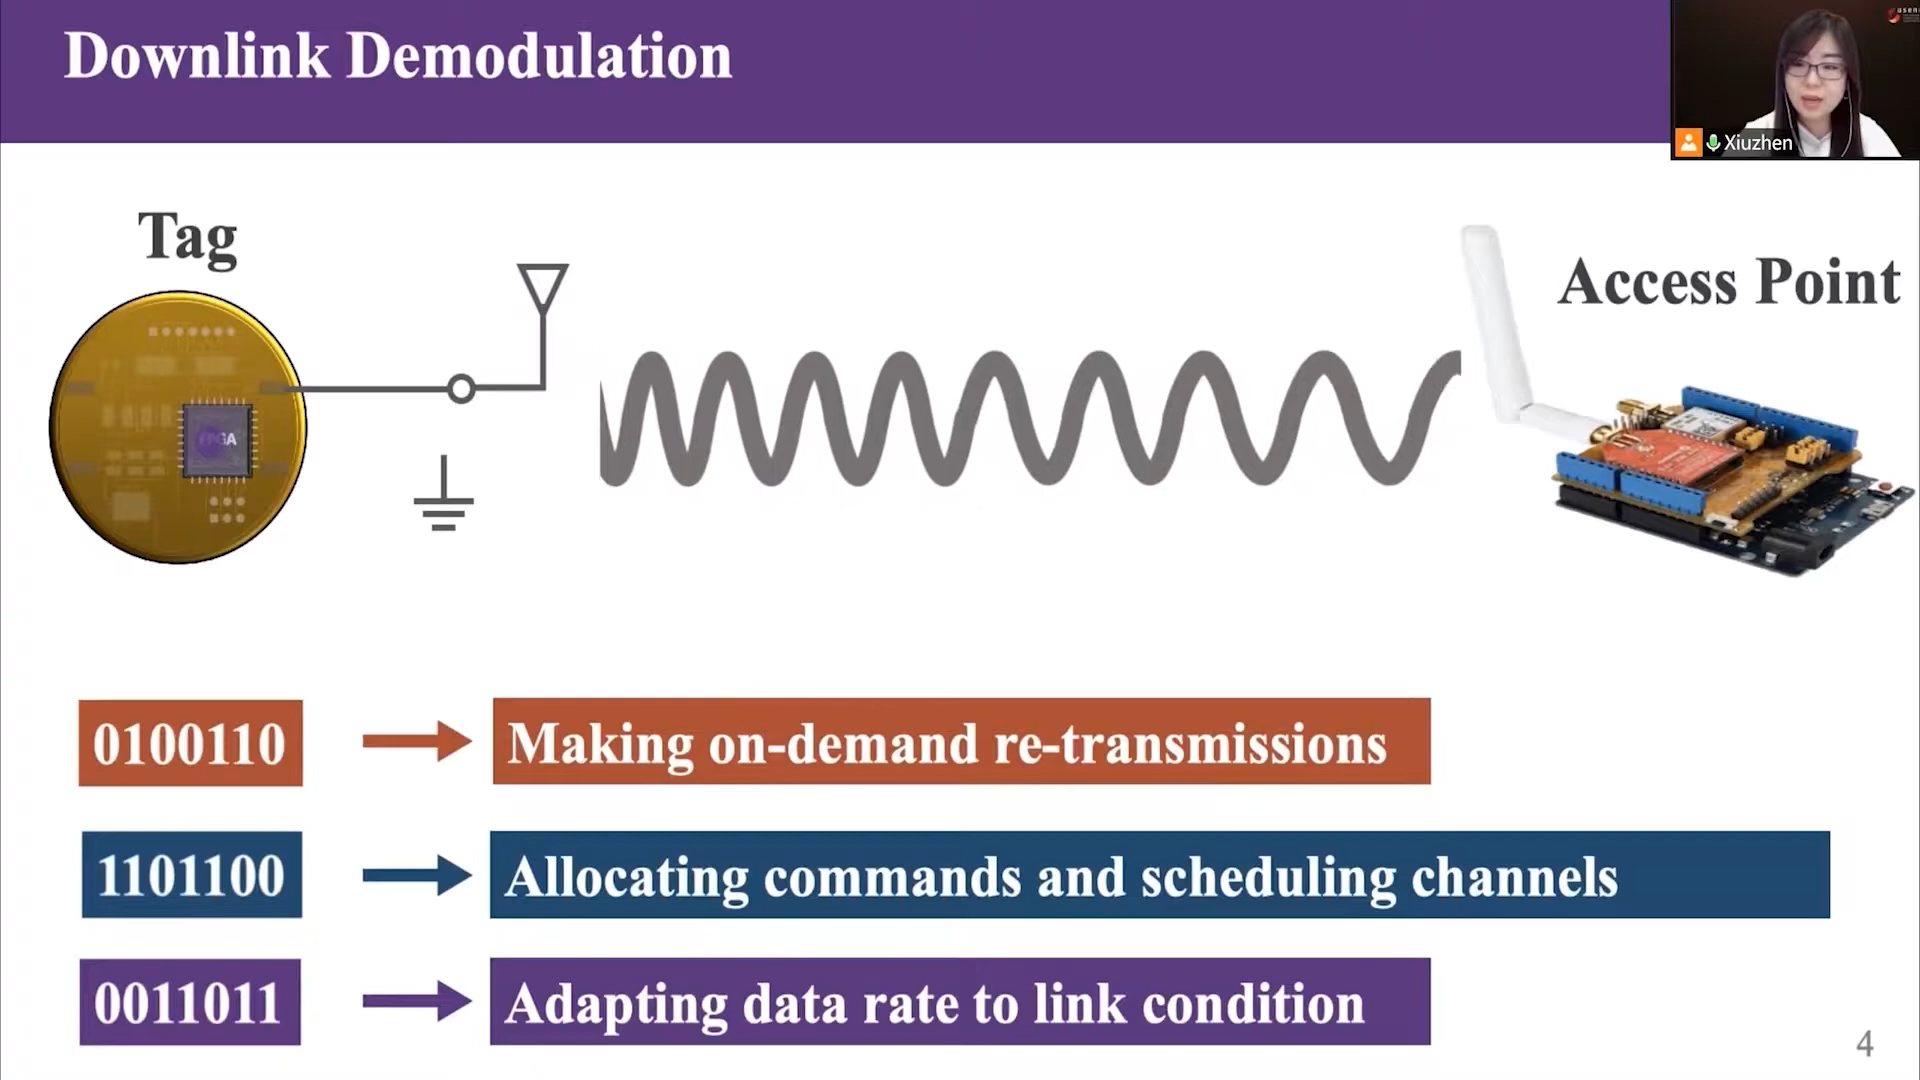 Downlink Demodulation
Xiuzhen
Tag
Access Point
FPGA
0100110
Making on-demand re-transmissions
1101100
Allocating commands and scheduling channels
0011011
Adapting data rate to link condition
4